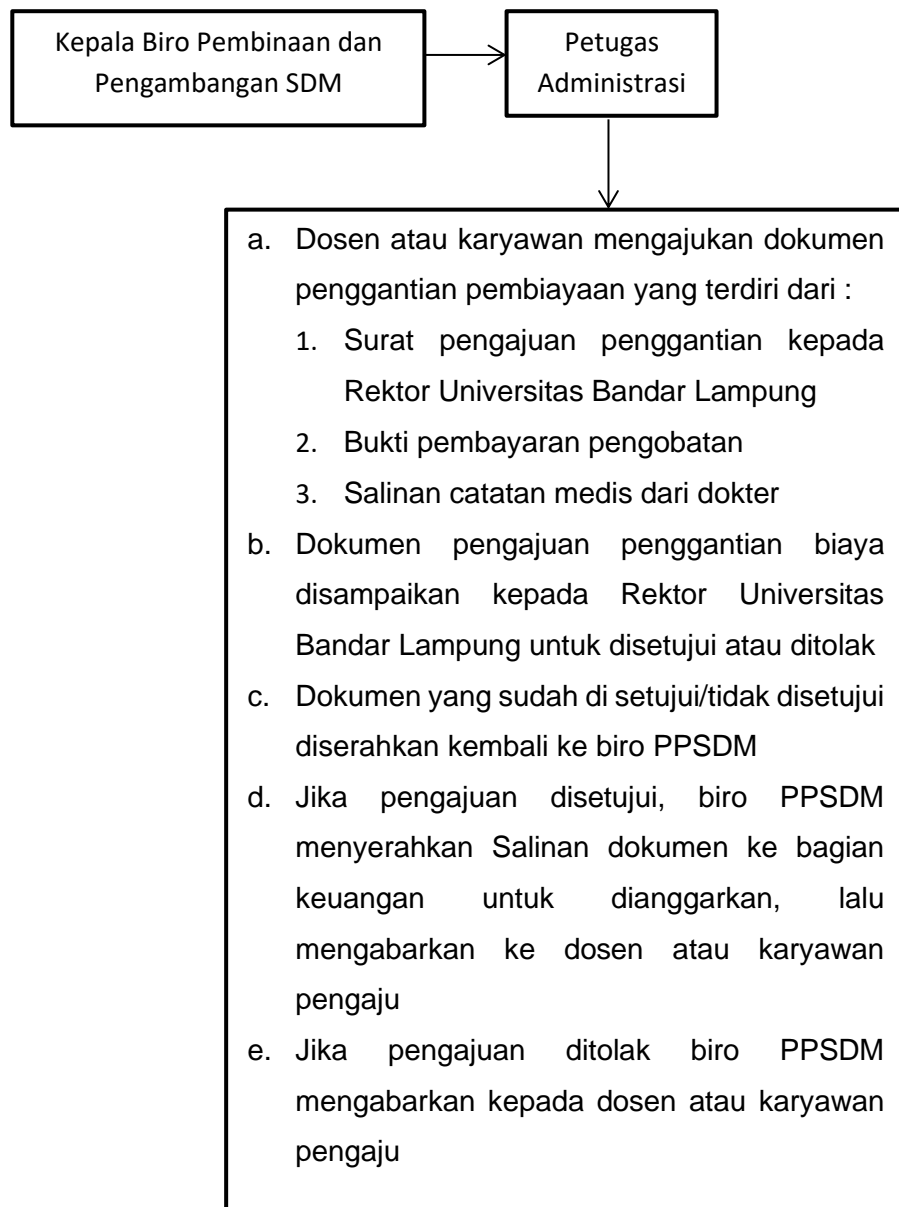 Kepala Biro Pembinaan dan
Pengambangan SDM
Petugas
Administrasi
a. Dosen atau karyawan mengajukan dokumen
penggantian pembiayaan yang terdiri dari :
1. Surat pengajuan penggantian kepada
Rektor Universitas Bandar Lampung
2. Bukti pembayaran pengobatan
3. Salinan catatan medis dari dokter
b. Dokumen pengajuan penggantian biaya
disampaikan kepada Rektor Universitas
Bandar Lampung untuk disetujui atau ditolak
c. Dokumen yang sudah di setujui/tidak disetujui
diserahkan kembali ke biro PPSDM
d. Jika pengajuan disetujui, biro PPSDM
menyerahkan Salinan dokumen ke bagian
keuangan untuk dianggarkan, lalu
mengabarkan ke dosen atau karyawan
pengaju
e. Jika pengajuan ditolak biro PPSDM
mengabarkan kepada dosen atau karyawan
pengaju